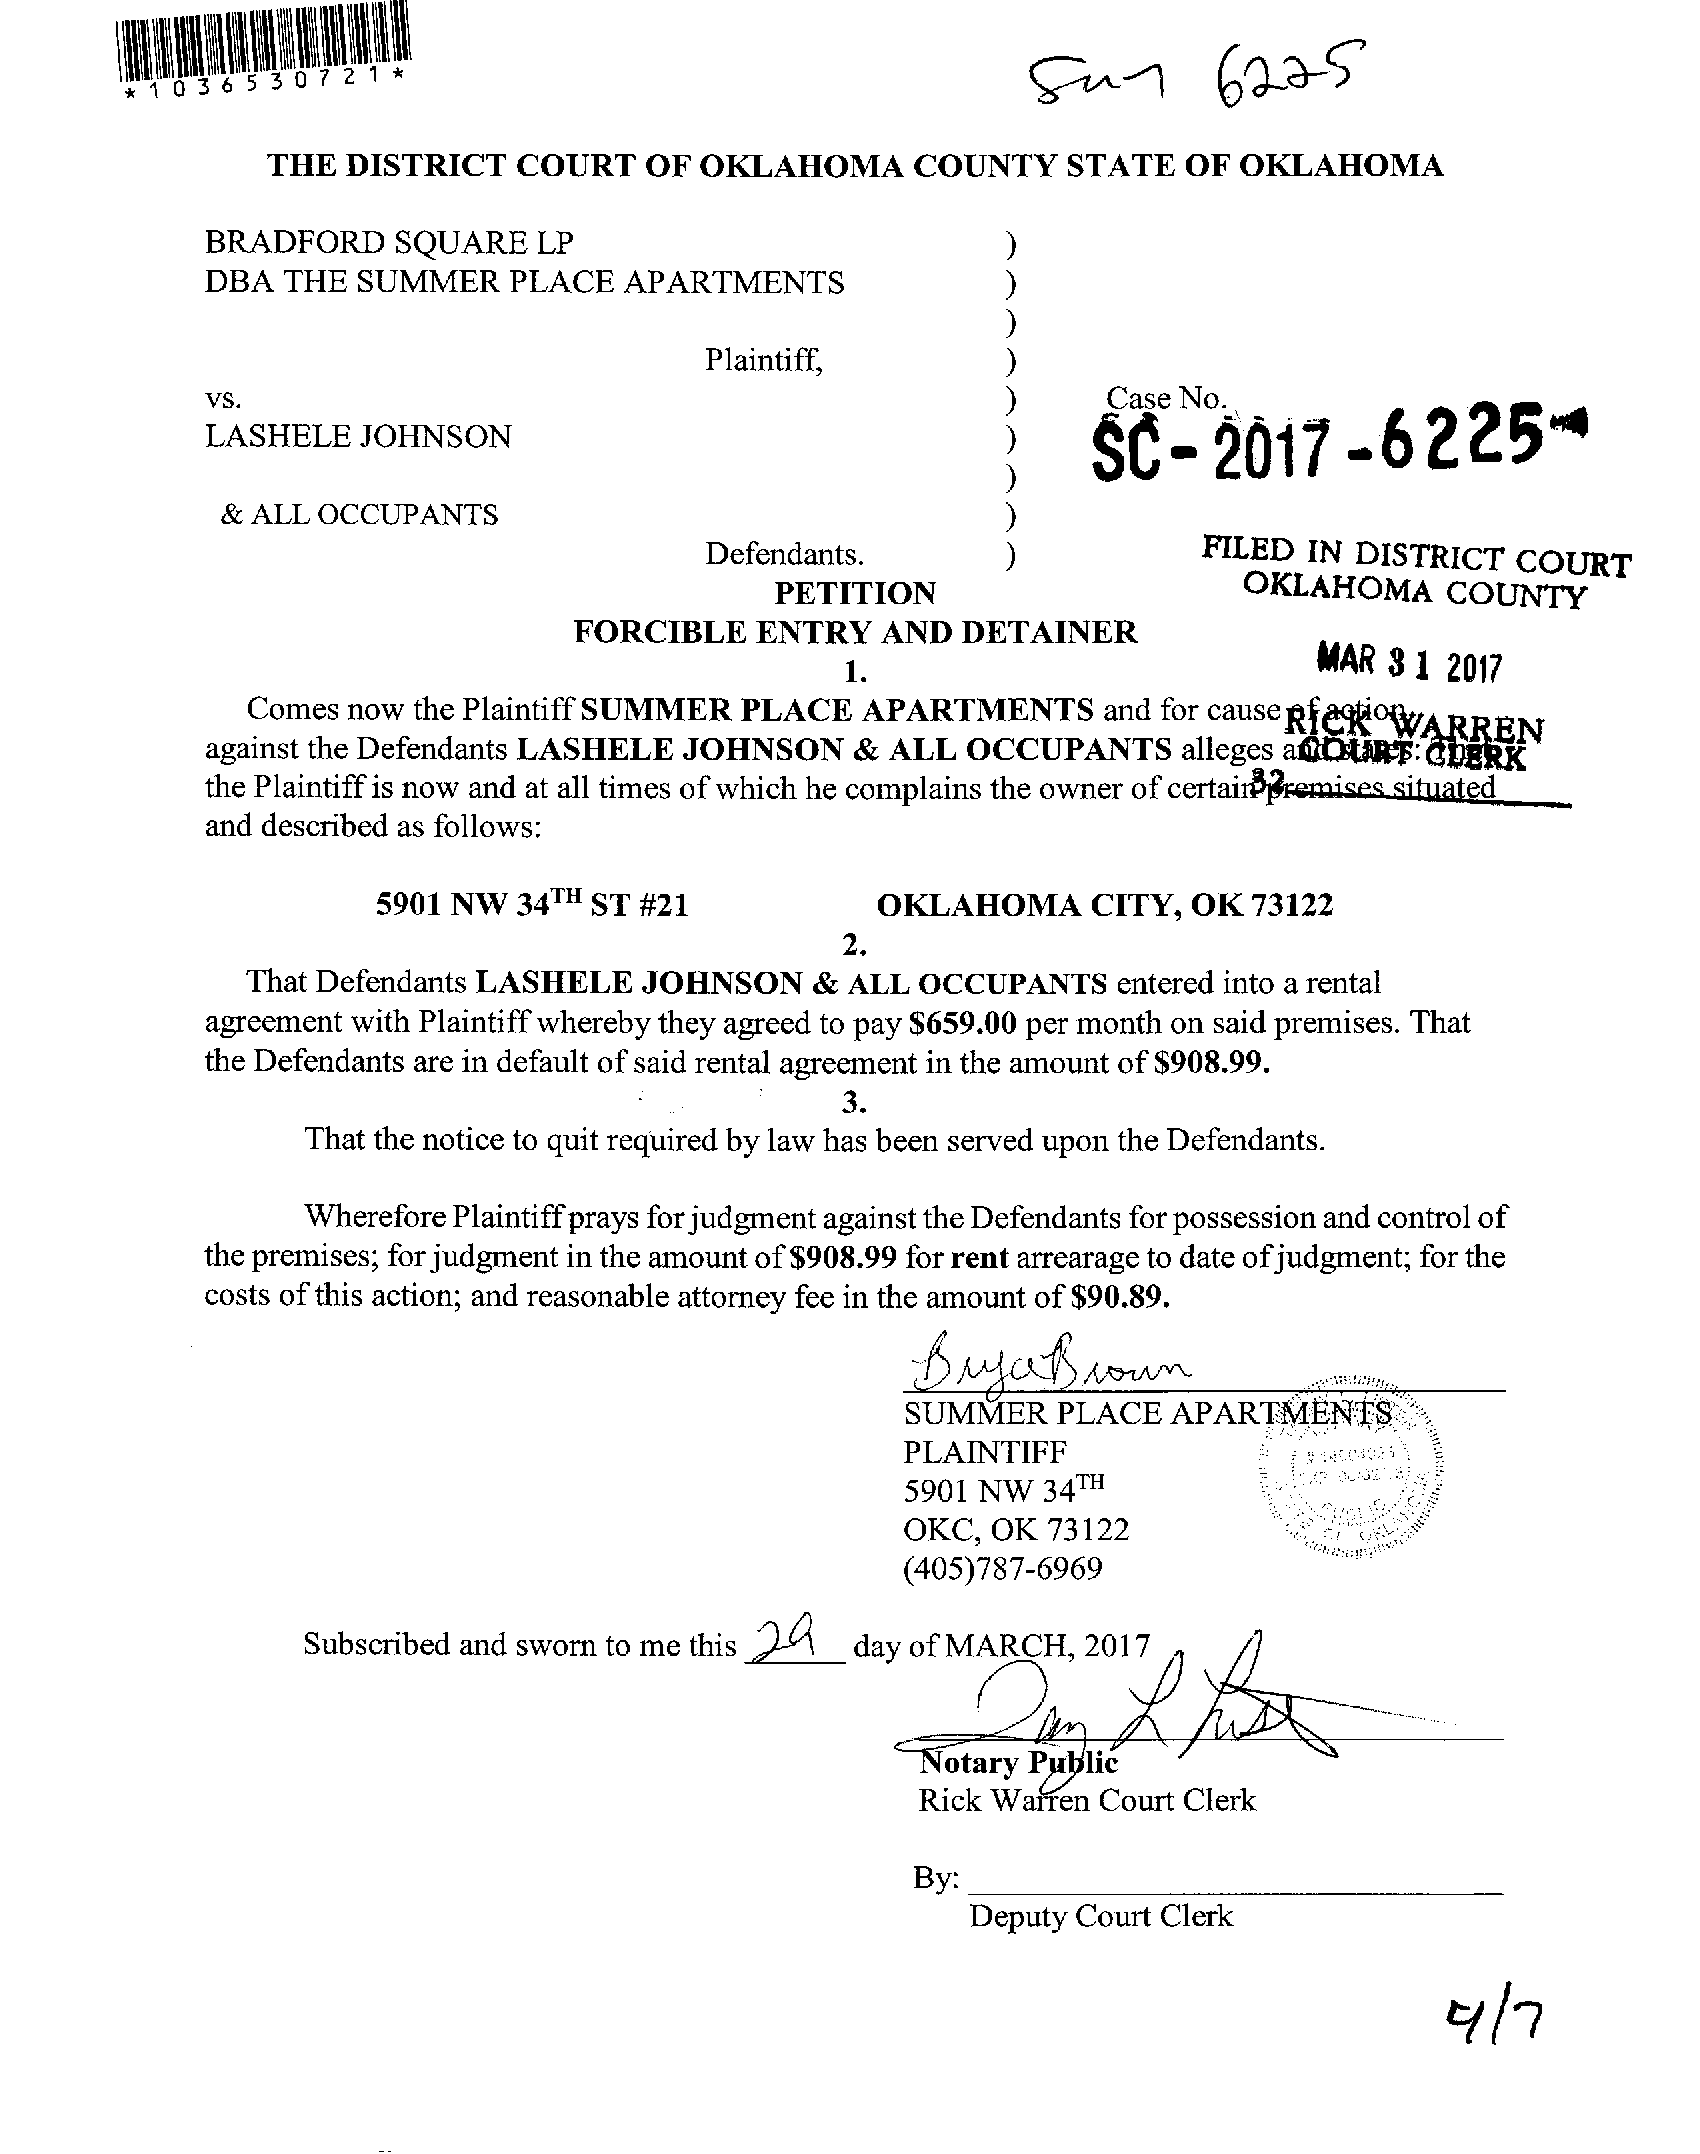 *1036530721*
6225
THE DISTRICT COURT OF OKLAHOMA COUNTY STATE OF OKLAHOMA
BRADFORD SQUARE LP )
DBA THE SUMMER PLACE APARTMENTS )
)
Plaintiff, )
vs. ) Case No.
LASHELE JOHNSON ) SC-2017-6225
)
& ALL OCCUPANTS )
Defendants. ) FILED IN DISTRICT COURT
PETITION OKLAHOMA COUNTY
FORCIBLE ENTRY AND DETAINER
MAR 31 2017
1.
Comes now the Plaintiff SUMMER PLACE APARTMENTS and for cause of action
RICK WARREN
against the Defendants LASHELE JOHNSON & ALL OCCUPANTS alleges
COURT CLERK
the Plaintiff is now and at all times of which he complains the owner of certain premises situated
32
and described as follows:
5901 NW 34TH ST #21 OKLAHOMA CITY, OK 73122
2.
That Defendants LASHELE JOHNSON & ALL OCCUPANTS entered into a rental
agreement with Plaintiff whereby they agreed to pay $659.00 per month on said premises. That
the Defendants are in default of said rental agreement in the amount of $908.99.
3.
That the notice to quit required by law has been served upon the Defendants.
Wherefore Plaintiff prays for judgment against the Defendants for possession and control of
the premises; for judgment in the amount of $908.99 for rent arrearage to date of judgment; for the
costs of this action; and reasonable attorney fee in the amount of $90.89.
Brown
SUMMER PLACE APARTMENTS
PLAINTIFF
5901 NW 34TH
OKC, OK 73122
(405)787-6969
Subscribed and sworn to me this 29 day of MARCH, 2017
Notary Public
Rick Warren Court Clerk
By:
Deputy Court Clerk
4/7